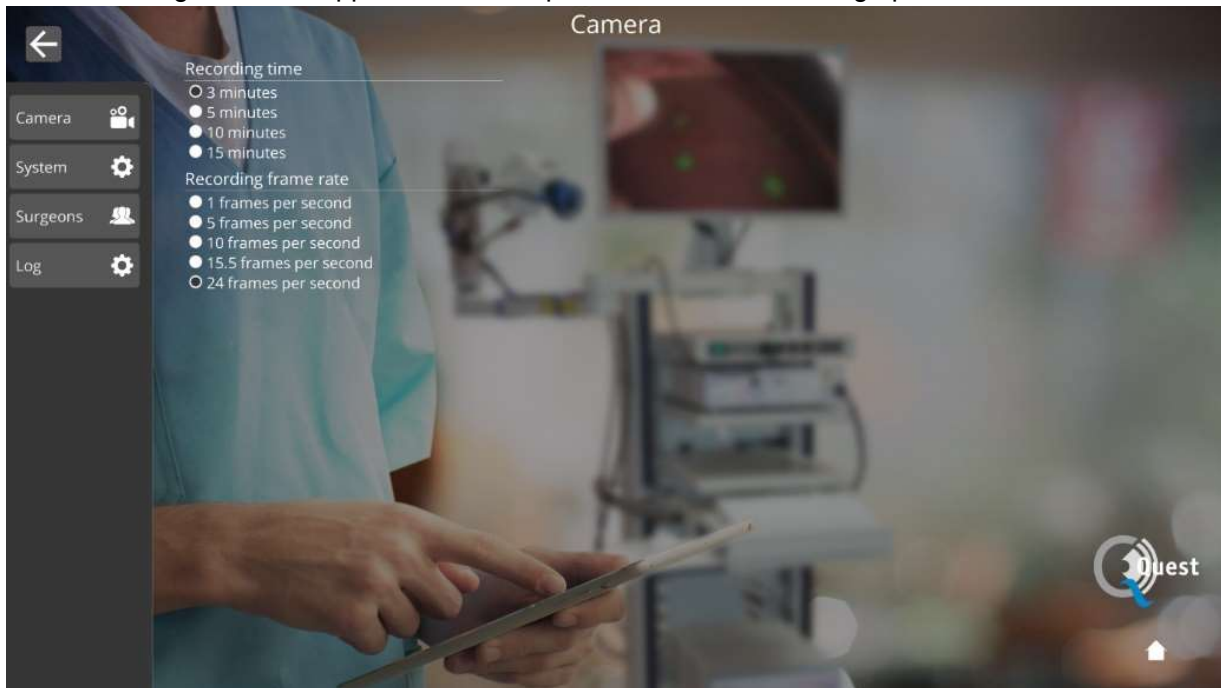 Camera
Recording time
3 minutes
5 minutes
10 minutes
15 minutes
Recording frame rate
1 frames per second
5 frames per second
10 frames per second
15.5 frames per second
24 frames per second
Camera
System
Surgeons
Log
Quest